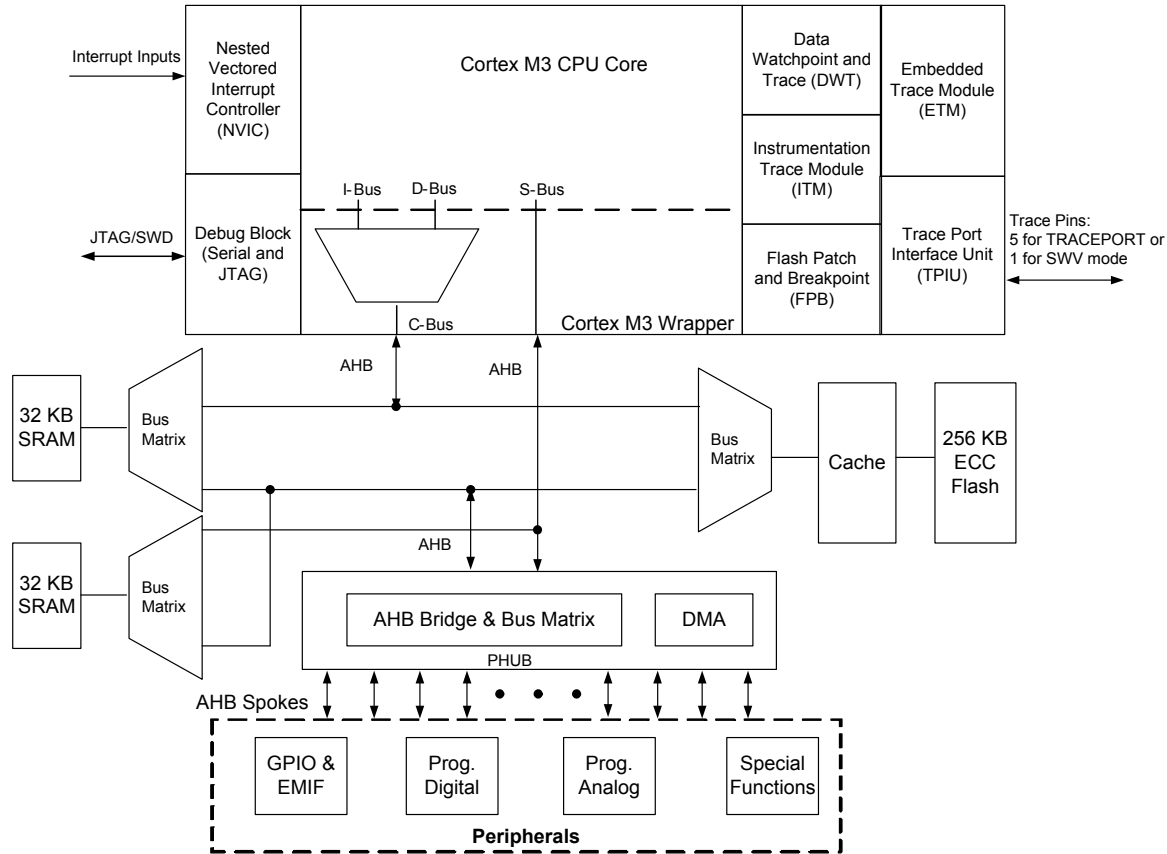 Interrupt Inputs
Nested
Vectored
Interrupt
Controller
(NVIC)
Cortex M3 CPU Core
Data
Watchpoint and
Trace (DWT)
Embedded
Trace Module
(ETM)
Instrumentation
Trace Module
(ITM)
I-Bus
D-Bus
S-Bus
JTAG/SWD
Debug Block
(Serial and
JTAG)
Flash Patch
and Breakpoint
(FPB)
Trace Port
Interface Unit
(TPIU)
Trace Pins:
5 for TRACEPORT or
1 for SWV mode
C-Bus
Cortex M3 Wrapper
AHB
AHB
32 KB
SRAM
Bus
Matrix
Bus
Matrix
Cache
256 KB
ECC
Flash
AHB
32 KB
SRAM
Bus
Matrix
AHB Bridge & Bus Matrix
DMA
PHUB
AHB Spokes
GPIO &
EMIF
Prog.
Digital
Prog.
Analog
Special
Functions
Peripherals